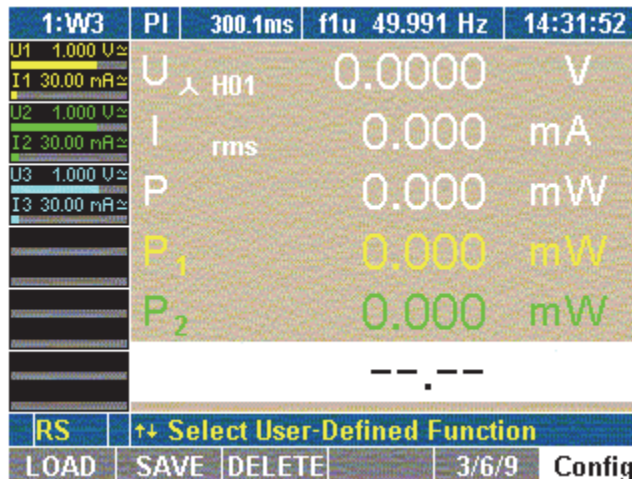 1:W3 PI 300.1ms f1u 49.991 Hz 14:31:52
U1 1.000 V≃
I1 30.00 mA≃
U2 1.000 V≃
I2 30.00 mA≃
U3 1.000 V≃
I3 30.00 mA≃
U ⅄ H01 0.0000 V
I rms 0.000 mA
P 0.000 mW
P1 0.000 mW
P2 0.000 mW
--.--
RS ↑↓ Select User-Defined Function
LOAD SAVE DELETE 3/6/9 Config